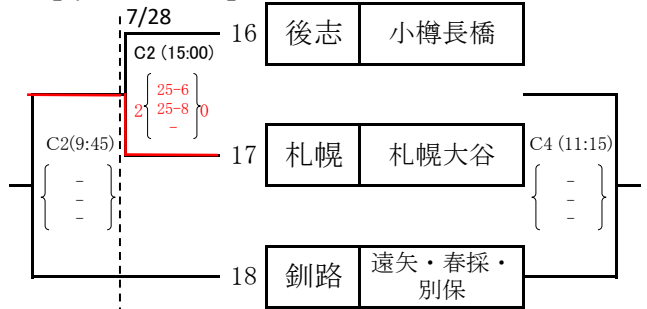 7/28
16 後志 小樽長橋
C2 (15:00)
25-6
2 25-8 0
-
C2(9:45)
-
-
-
17 札幌 札幌大谷
C4 (11:15)
-
-
-
18 釧路 遠矢・春採・
別保